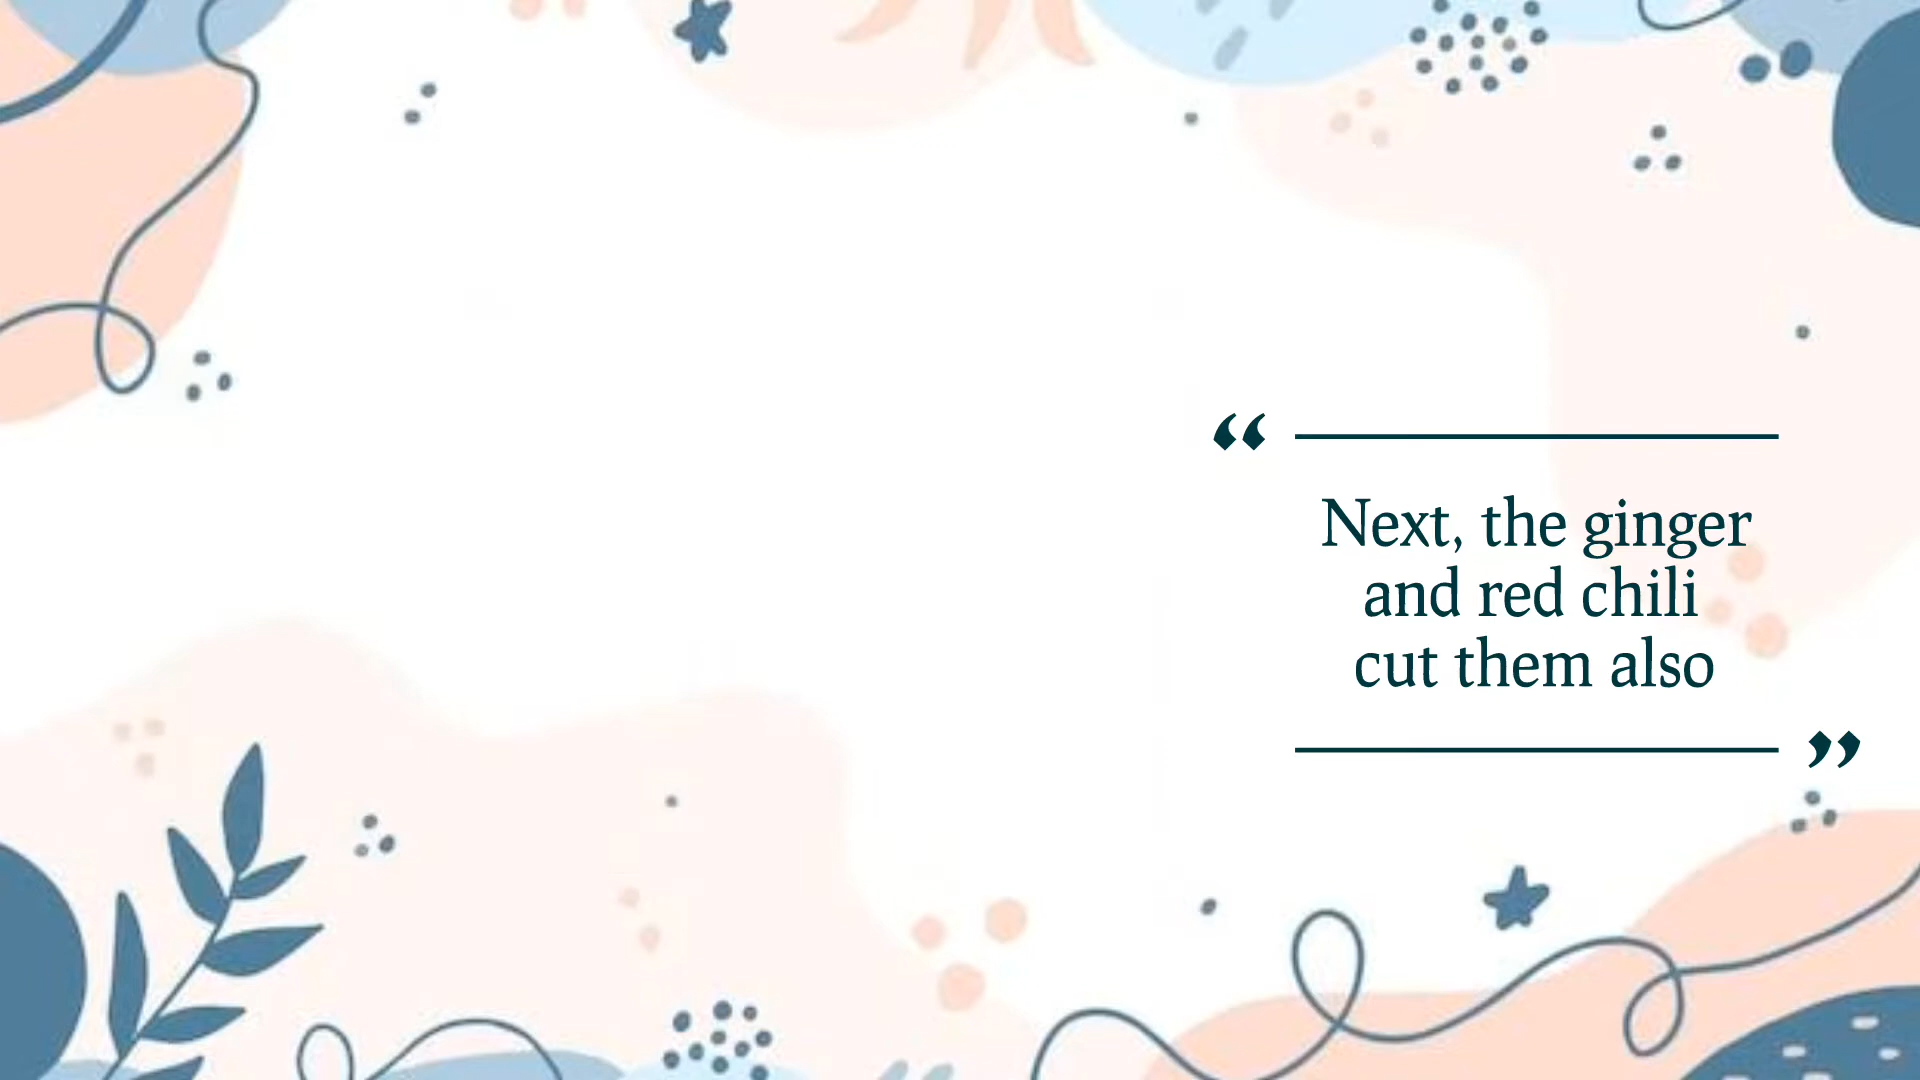 “
Next, the ginger
and red chili
cut them also
”